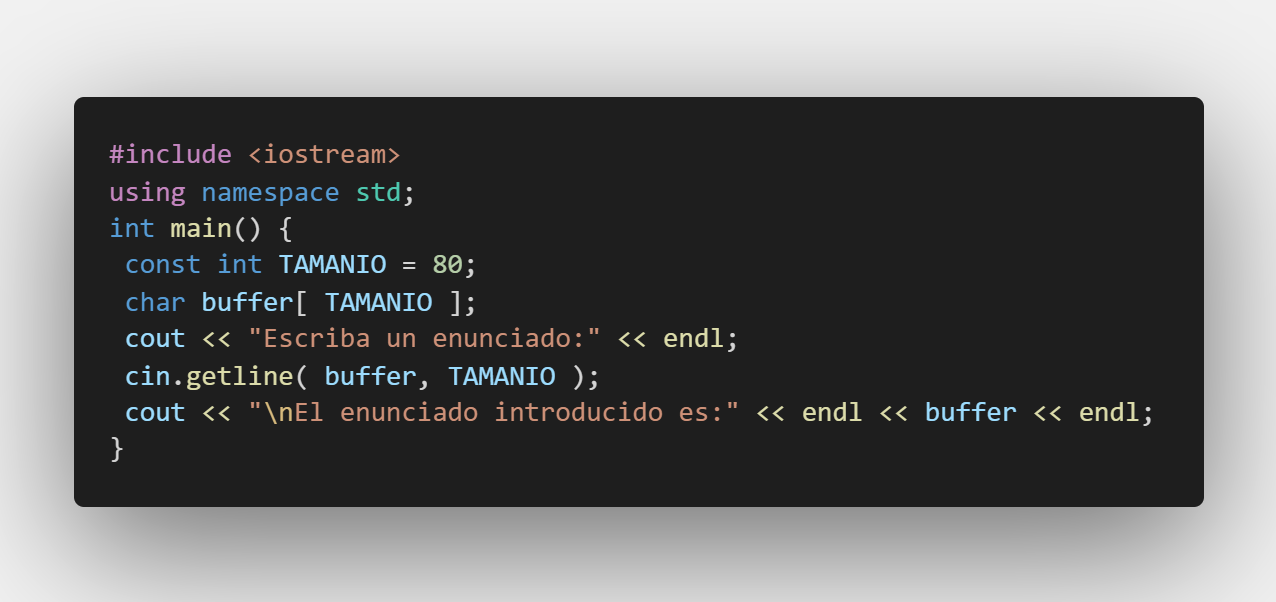 #include <iostream>
using namespace std;
int main() {
 const int TAMANIO = 80;
 char buffer[ TAMANIO ];
 cout << "Escriba un enunciado:" << endl;
 cin.getline( buffer, TAMANIO );
 cout << "\nEl enunciado introducido es:" << endl << buffer << endl;
}